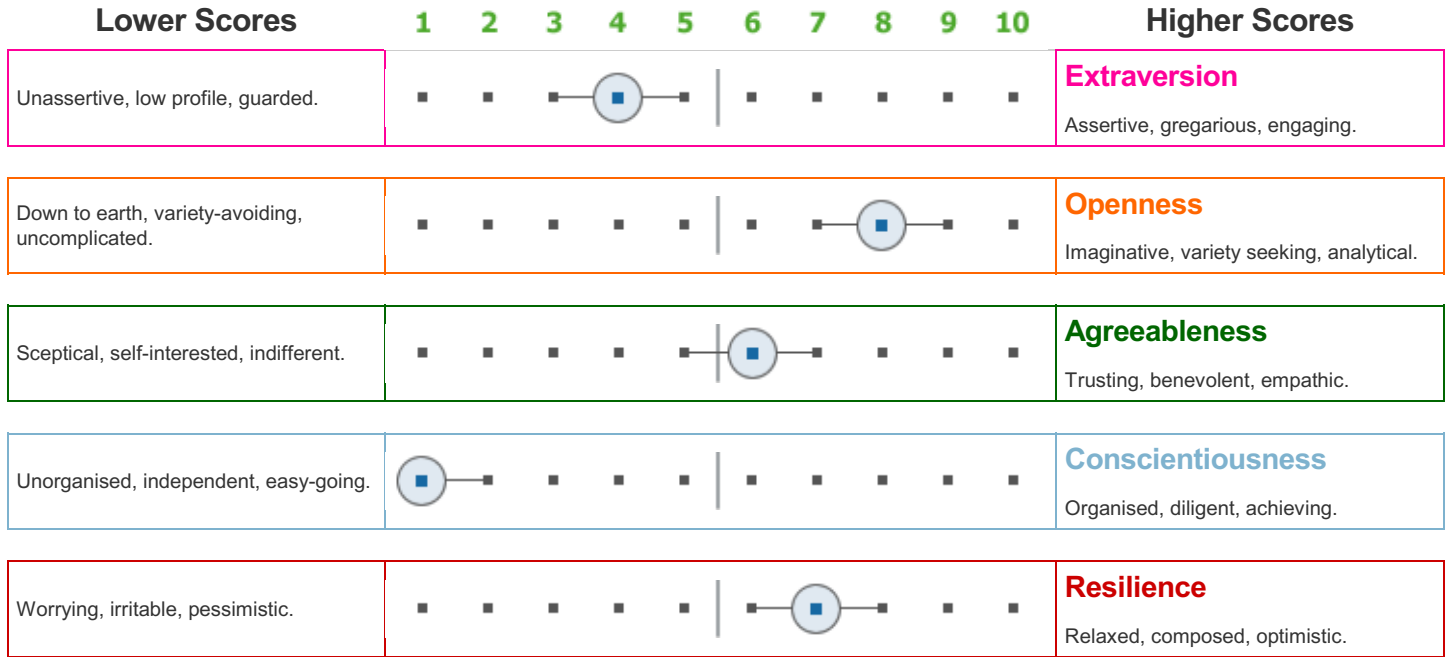 Lower Scores 1 2 3 4 5 6 7 8 9 10 Higher Scores
Unassertive, low profile, guarded.
Extraversion
Assertive, gregarious, engaging.
Down to earth, variety-avoiding,
uncomplicated.
Openness
Imaginative, variety seeking, analytical.
Sceptical, self-interested, indifferent.
Agreeableness
Trusting, benevolent, empathic.
Unorganised, independent, easy-going.
Conscientiousness
Organised, diligent, achieving.
Worrying, irritable, pessimistic.
Resilience
Relaxed, composed, optimistic.